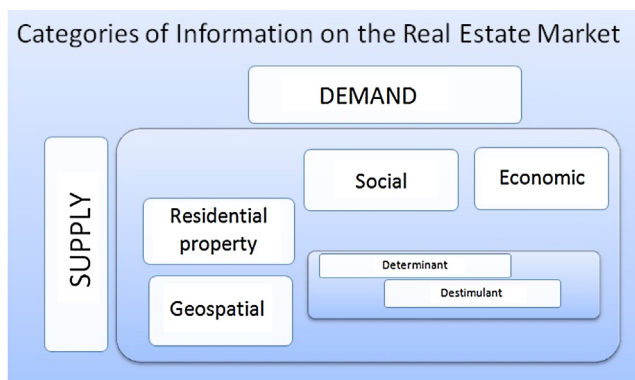 Categories of Information on the Real Estate Market
DEMAND
SUPPLY
Social
Economic
Residential
property
Geospatial
Determinant
Destimulant